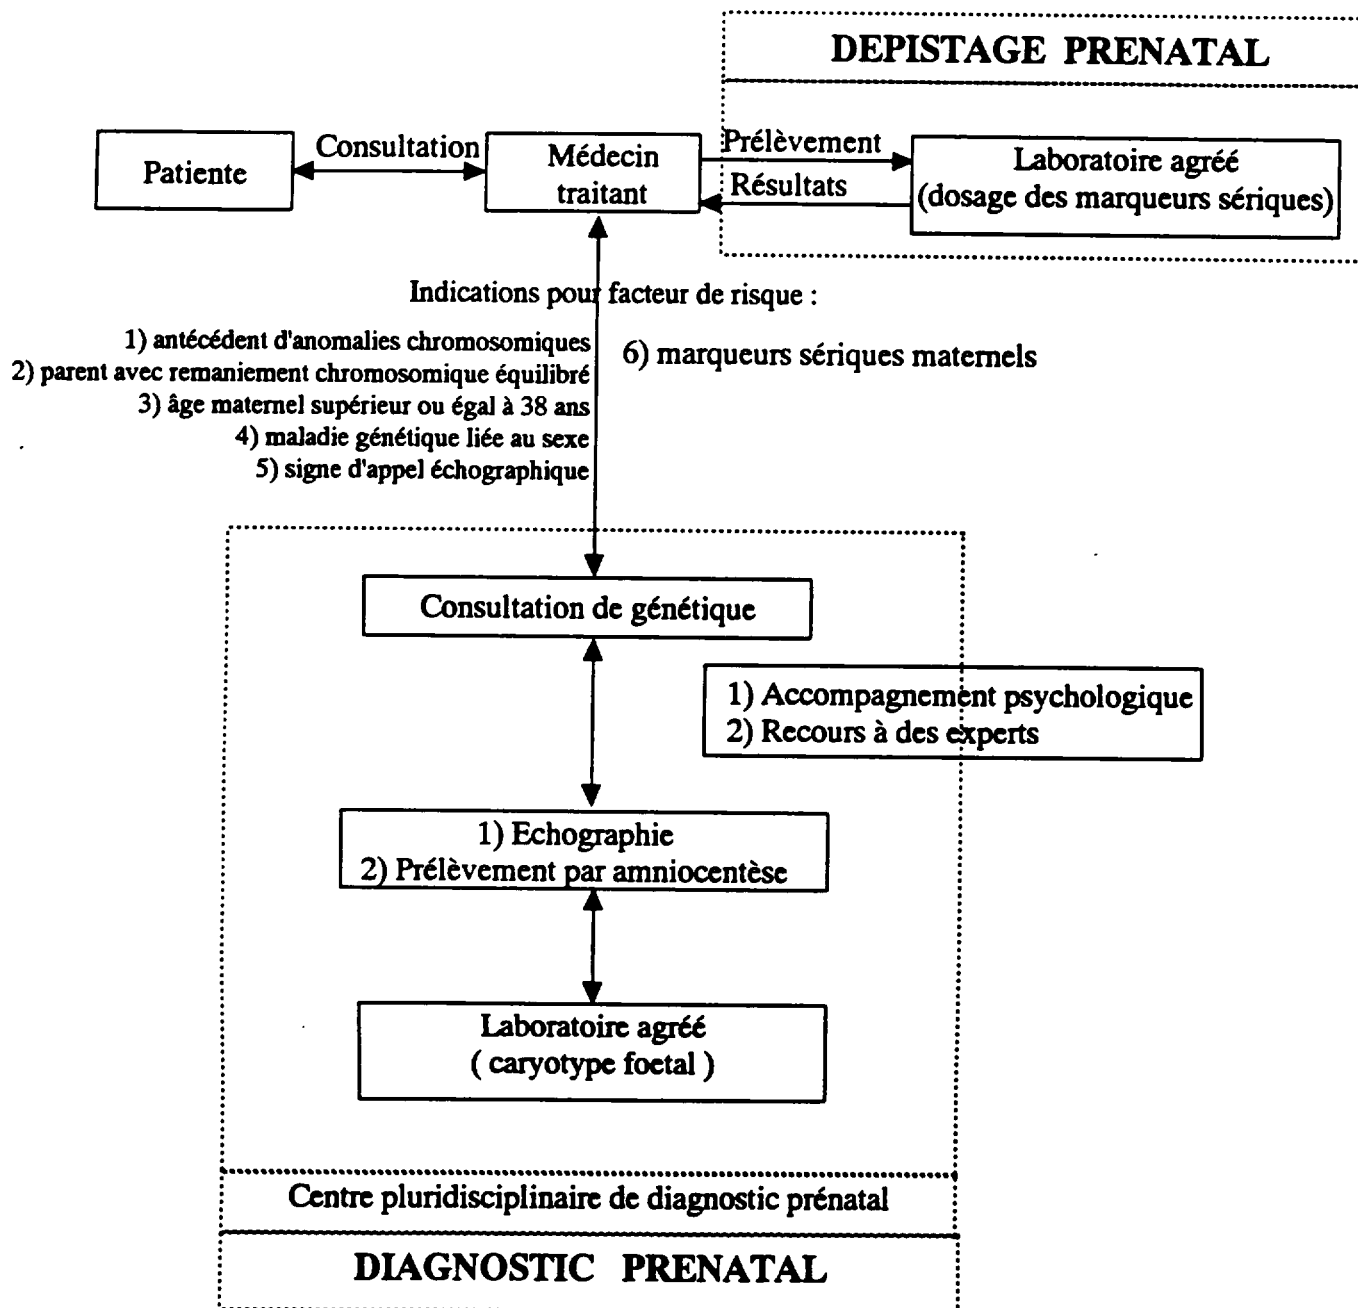 DEPISTAGE PRENATAL
Patiente
Consultation
Médecin
traitant
Prélèvement
Résultats
Laboratoire agréé
(dosage des marqueurs sériques)
Indications pour facteur de risque :
1) antécédent d'anomalies chromosomiques
2) parent avec remaniement chromosomique équilibré
3) âge maternel supérieur ou égal à 38 ans
4) maladie génétique liée au sexe
5) signe d'appel échographique
6) marqueurs sériques maternels
Consultation de génétique
1) Accompagnement psychologique
2) Recours à des experts
1) Echographie
2) Prélèvement par amniocentèse
Laboratoire agréé
( caryotype foetal )
Centre pluridisciplinaire de diagnostic prénatal
DIAGNOSTIC PRENATAL